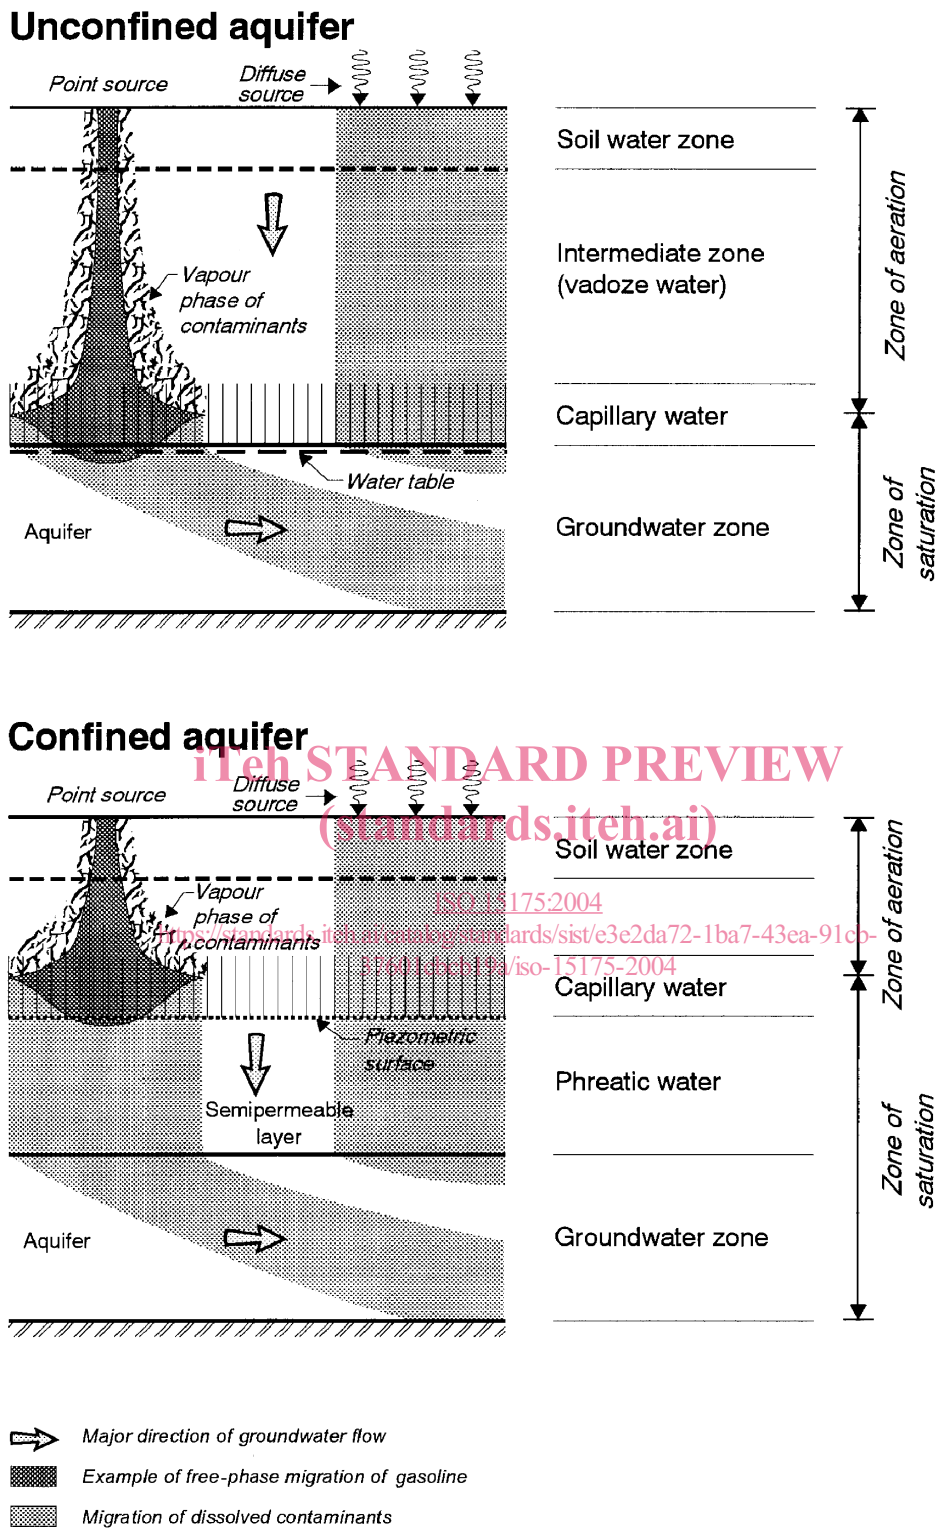 Unconfined aquifer
Point source
Diffuse
source
Vapour
phase of
contaminants
Water table
Aquifer
Soil water zone
Intermediate zone
(vadoze water)
Capillary water
Groundwater zone
Zone of aeration
Zone of
saturation
Confined aquifer
iTeh STANDARD PREVIEW
(standards.iteh.ai)
Point source
Diffuse
source
Vapour
phase of
contaminants
ISO 15175:2004
https://standards.iteh.ai/catalog/standards/sist/e3e2da72-1ba7-43ea-91cb-
37601cbcb19a/iso-15175-2004
Piezometric
surface
Semipermeable
layer
Aquifer
Soil water zone
Capillary water
Phreatic water
Groundwater zone
Zone of aeration
Zone of
saturation
Major direction of groundwater flow
Example of free-phase migration of gasoline
Migration of dissolved contaminants